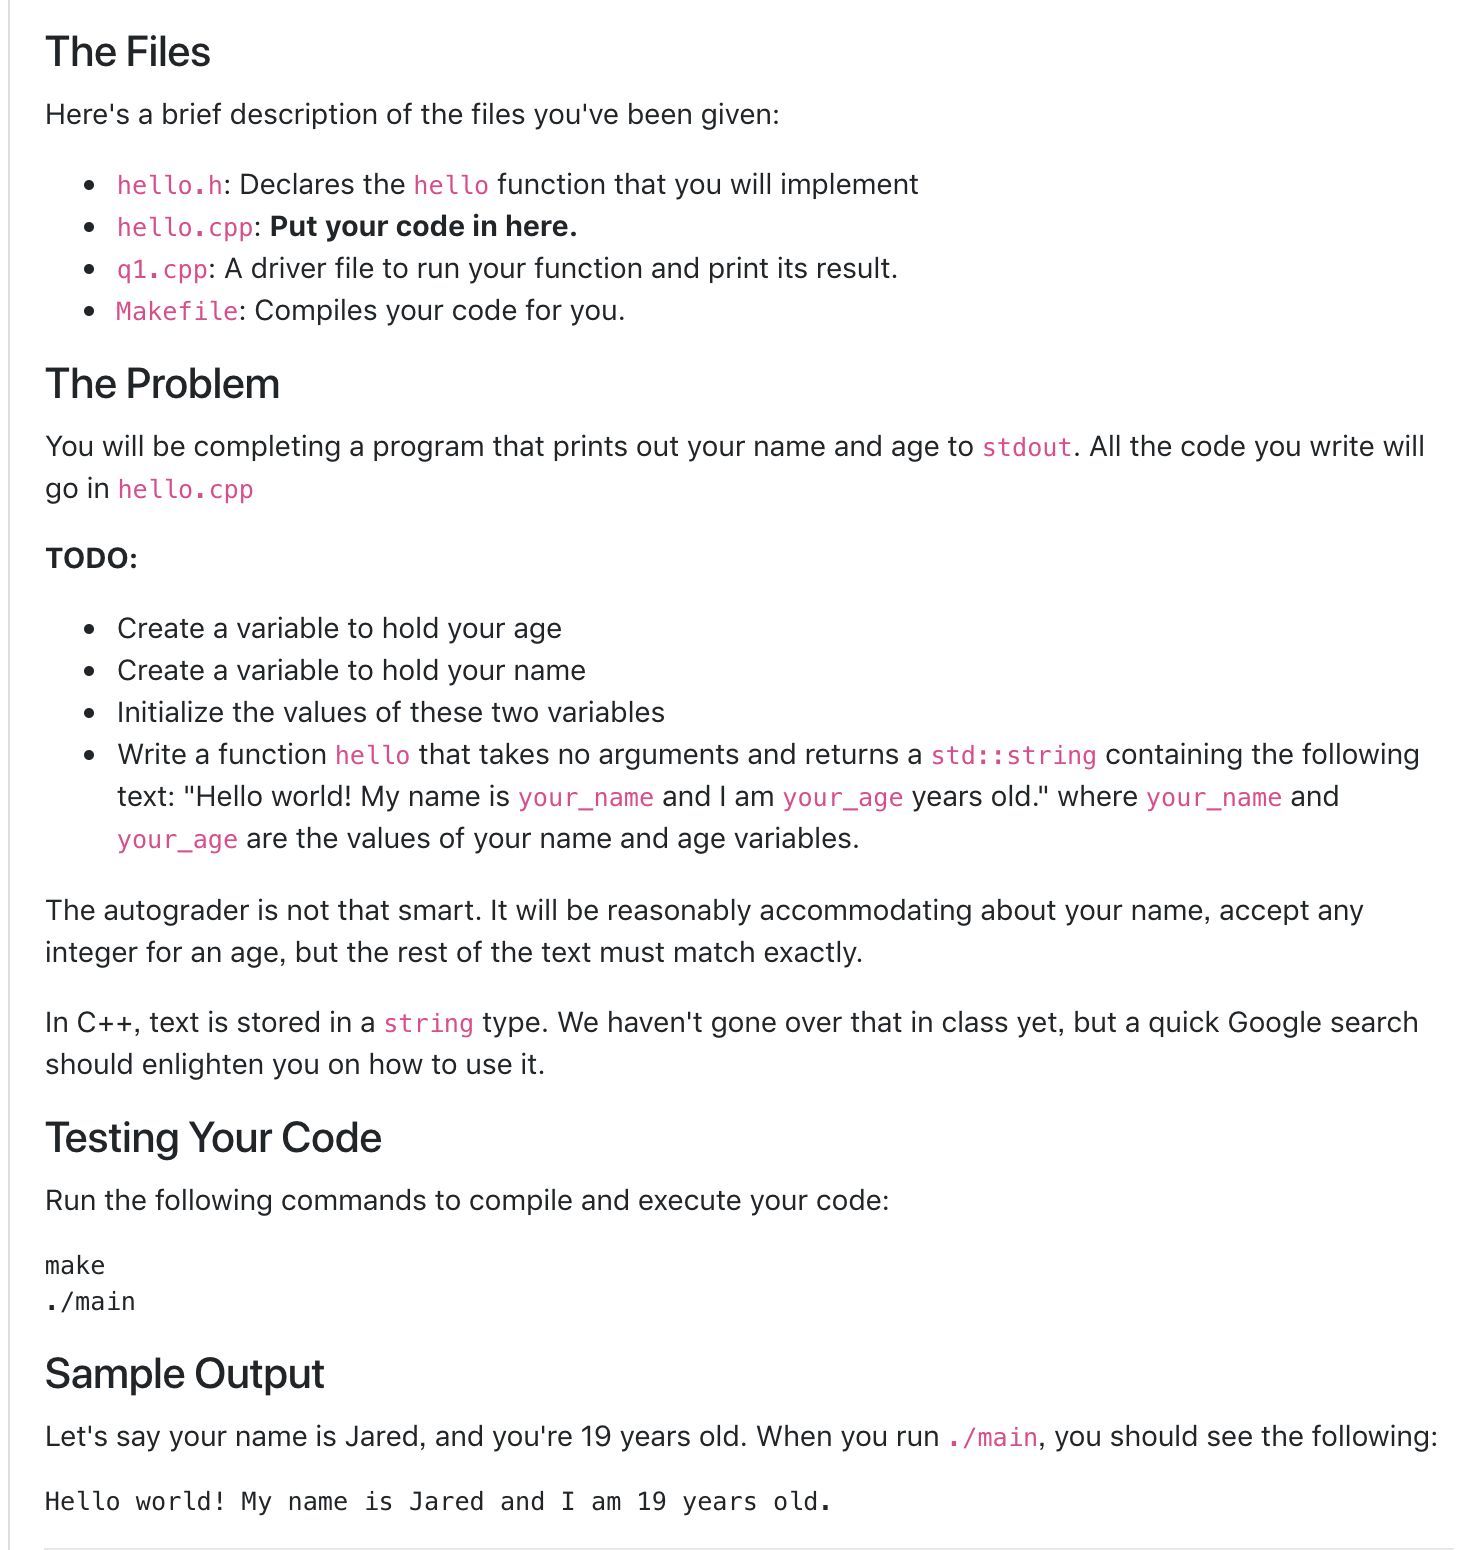 The Files
Here's a brief description of the files you've been given:
• hello.h: Declares the hello function that you will implement
• hello.cpp: Put your code in here.
• q1.cpp: A driver file to run your function and print its result.
• Makefile: Compiles your code for you.
The Problem
You will be completing a program that prints out your name and age to stdout. All the code you write will
go in hello.cpp
TODO:
• Create a variable to hold your age
• Create a variable to hold your name
• Initialize the values of these two variables
• Write a function hello that takes no arguments and returns a std::string containing the following
text: "Hello world! My name is your_name and I am your_age years old." where your_name and
your_age are the values of your name and age variables.
The autograder is not that smart. It will be reasonably accommodating about your name, accept any
integer for an age, but the rest of the text must match exactly.
In C++, text is stored in a string type. We haven't gone over that in class yet, but a quick Google search
should enlighten you on how to use it.
Testing Your Code
Run the following commands to compile and execute your code:
make
./main
Sample Output
Let's say your name is Jared, and you're 19 years old. When you run ./main, you should see the following:
Hello world! My name is Jared and I am 19 years old.